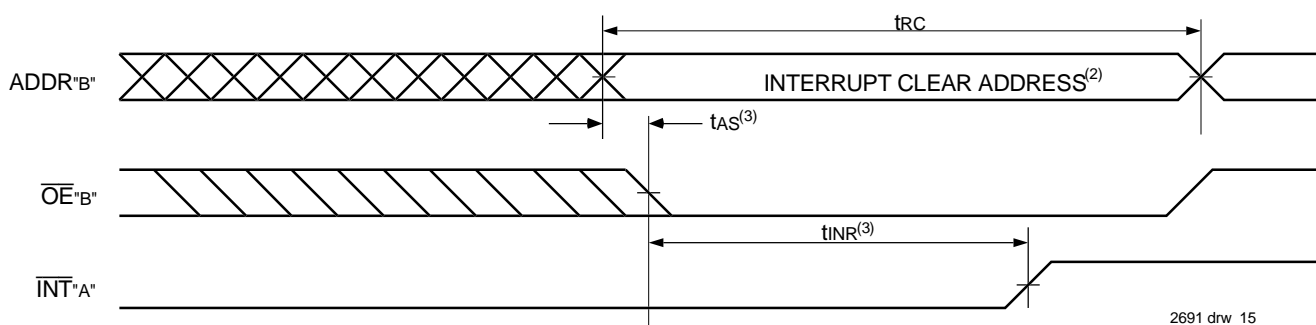 tRC
ADDR"B"
INTERRUPT CLEAR ADDRESS(2)
tAS(3)
OE"B"
tINR(3)
INT"A"
2691 drw 15